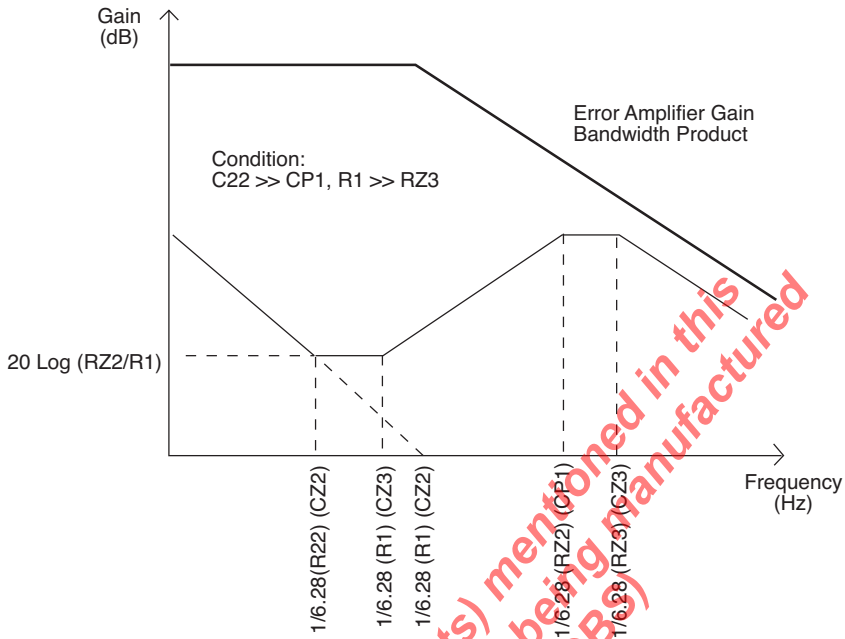 Gain
(dB)
Error Amplifier Gain
Bandwidth Product
Condition:
C22 >> CP1, R1 >> RZ3
20 Log (RZ2/R1)
Frequency
(Hz)
1/6.28(R22) (CZ2)
1/6.28 (R1) (CZ3)
1/6.28 (R1) (CZ2)
1/6.28 (RZ2) (CP1)
1/6.28 (RZ3) (CZ3)
ts) mentioned in this
being manufactured
OBS)